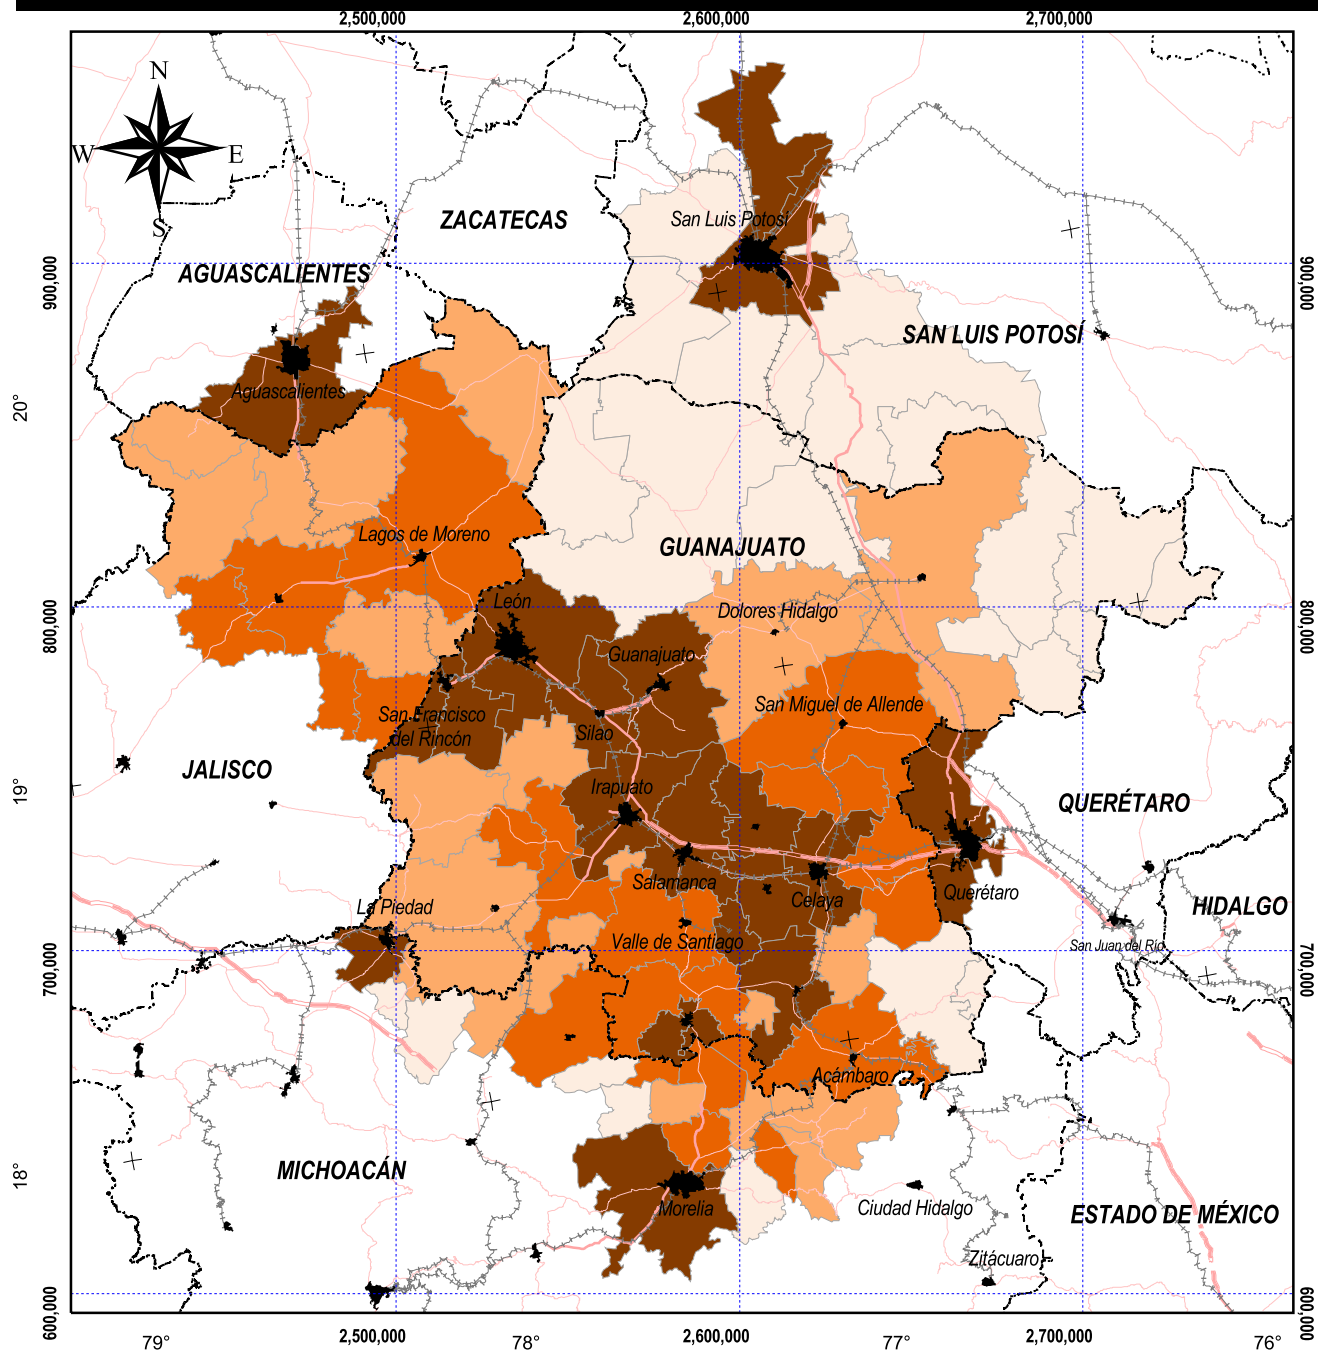 2,500,000
2,600,000
2,700,000
N
W
E
S
ZACATECAS
San Luis Potosí
AGUASCALIENTES
900,000
900,000
SAN LUIS POTOSÍ
Aguascalientes
20°
Lagos de Moreno
GUANAJUATO
León
Dolores Hidalgo
800,000
800,000
Guanajuato
San Miguel de Allende
San Francisco
del Rincón
Silao
JALISCO
19°
Irapuato
QUERÉTARO
Salamanca
Celaya
Querétaro
La Piedad
HIDALGO
Valle de Santiago
San Juan del Río
700,000
700,000
Acámbaro
MICHOACÁN
18°
Morelia
Ciudad Hidalgo
ESTADO DE MÉXICO
Zitácuaro
600,000
600,000
79°
2,500,000
78°
2,600,000
77°
2,700,000
76°